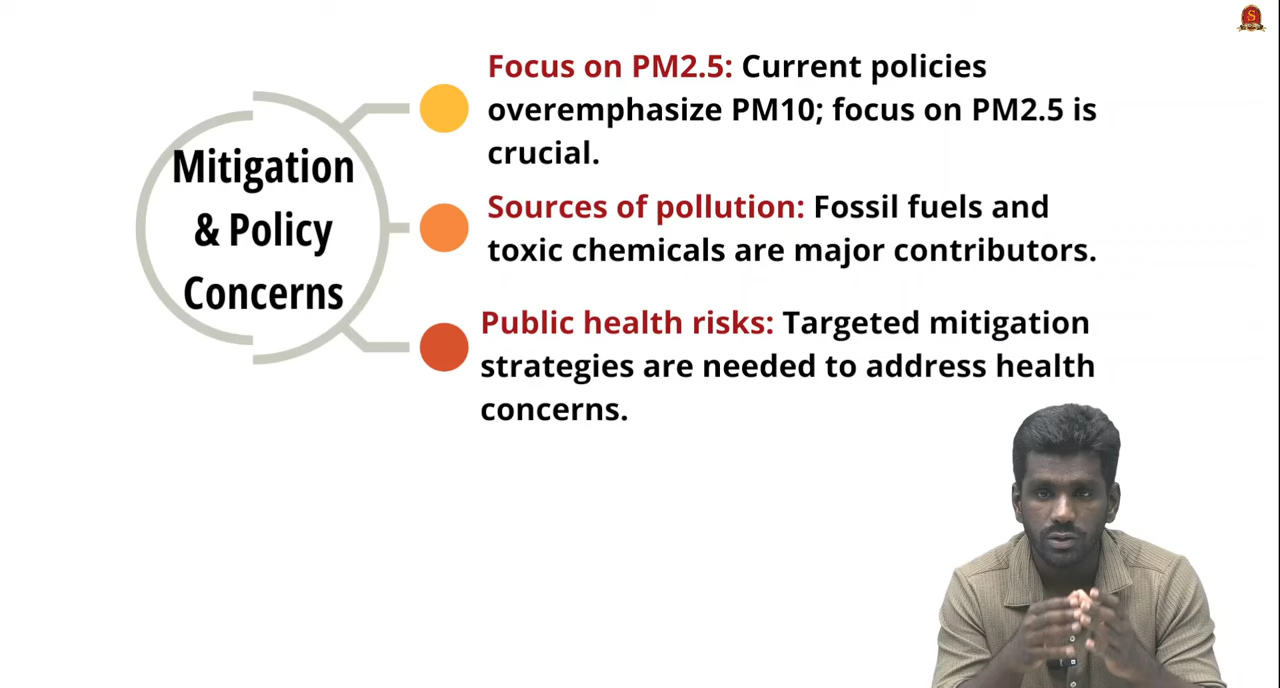 Focus on PM2.5: Current policies
overemphasize PM10; focus on PM2.5 is
crucial.
Mitigation
& Policy
Concerns
Sources of pollution: Fossil fuels and
toxic chemicals are major contributors.
Public health risks: Targeted mitigation
strategies are needed to address health
concerns.
S